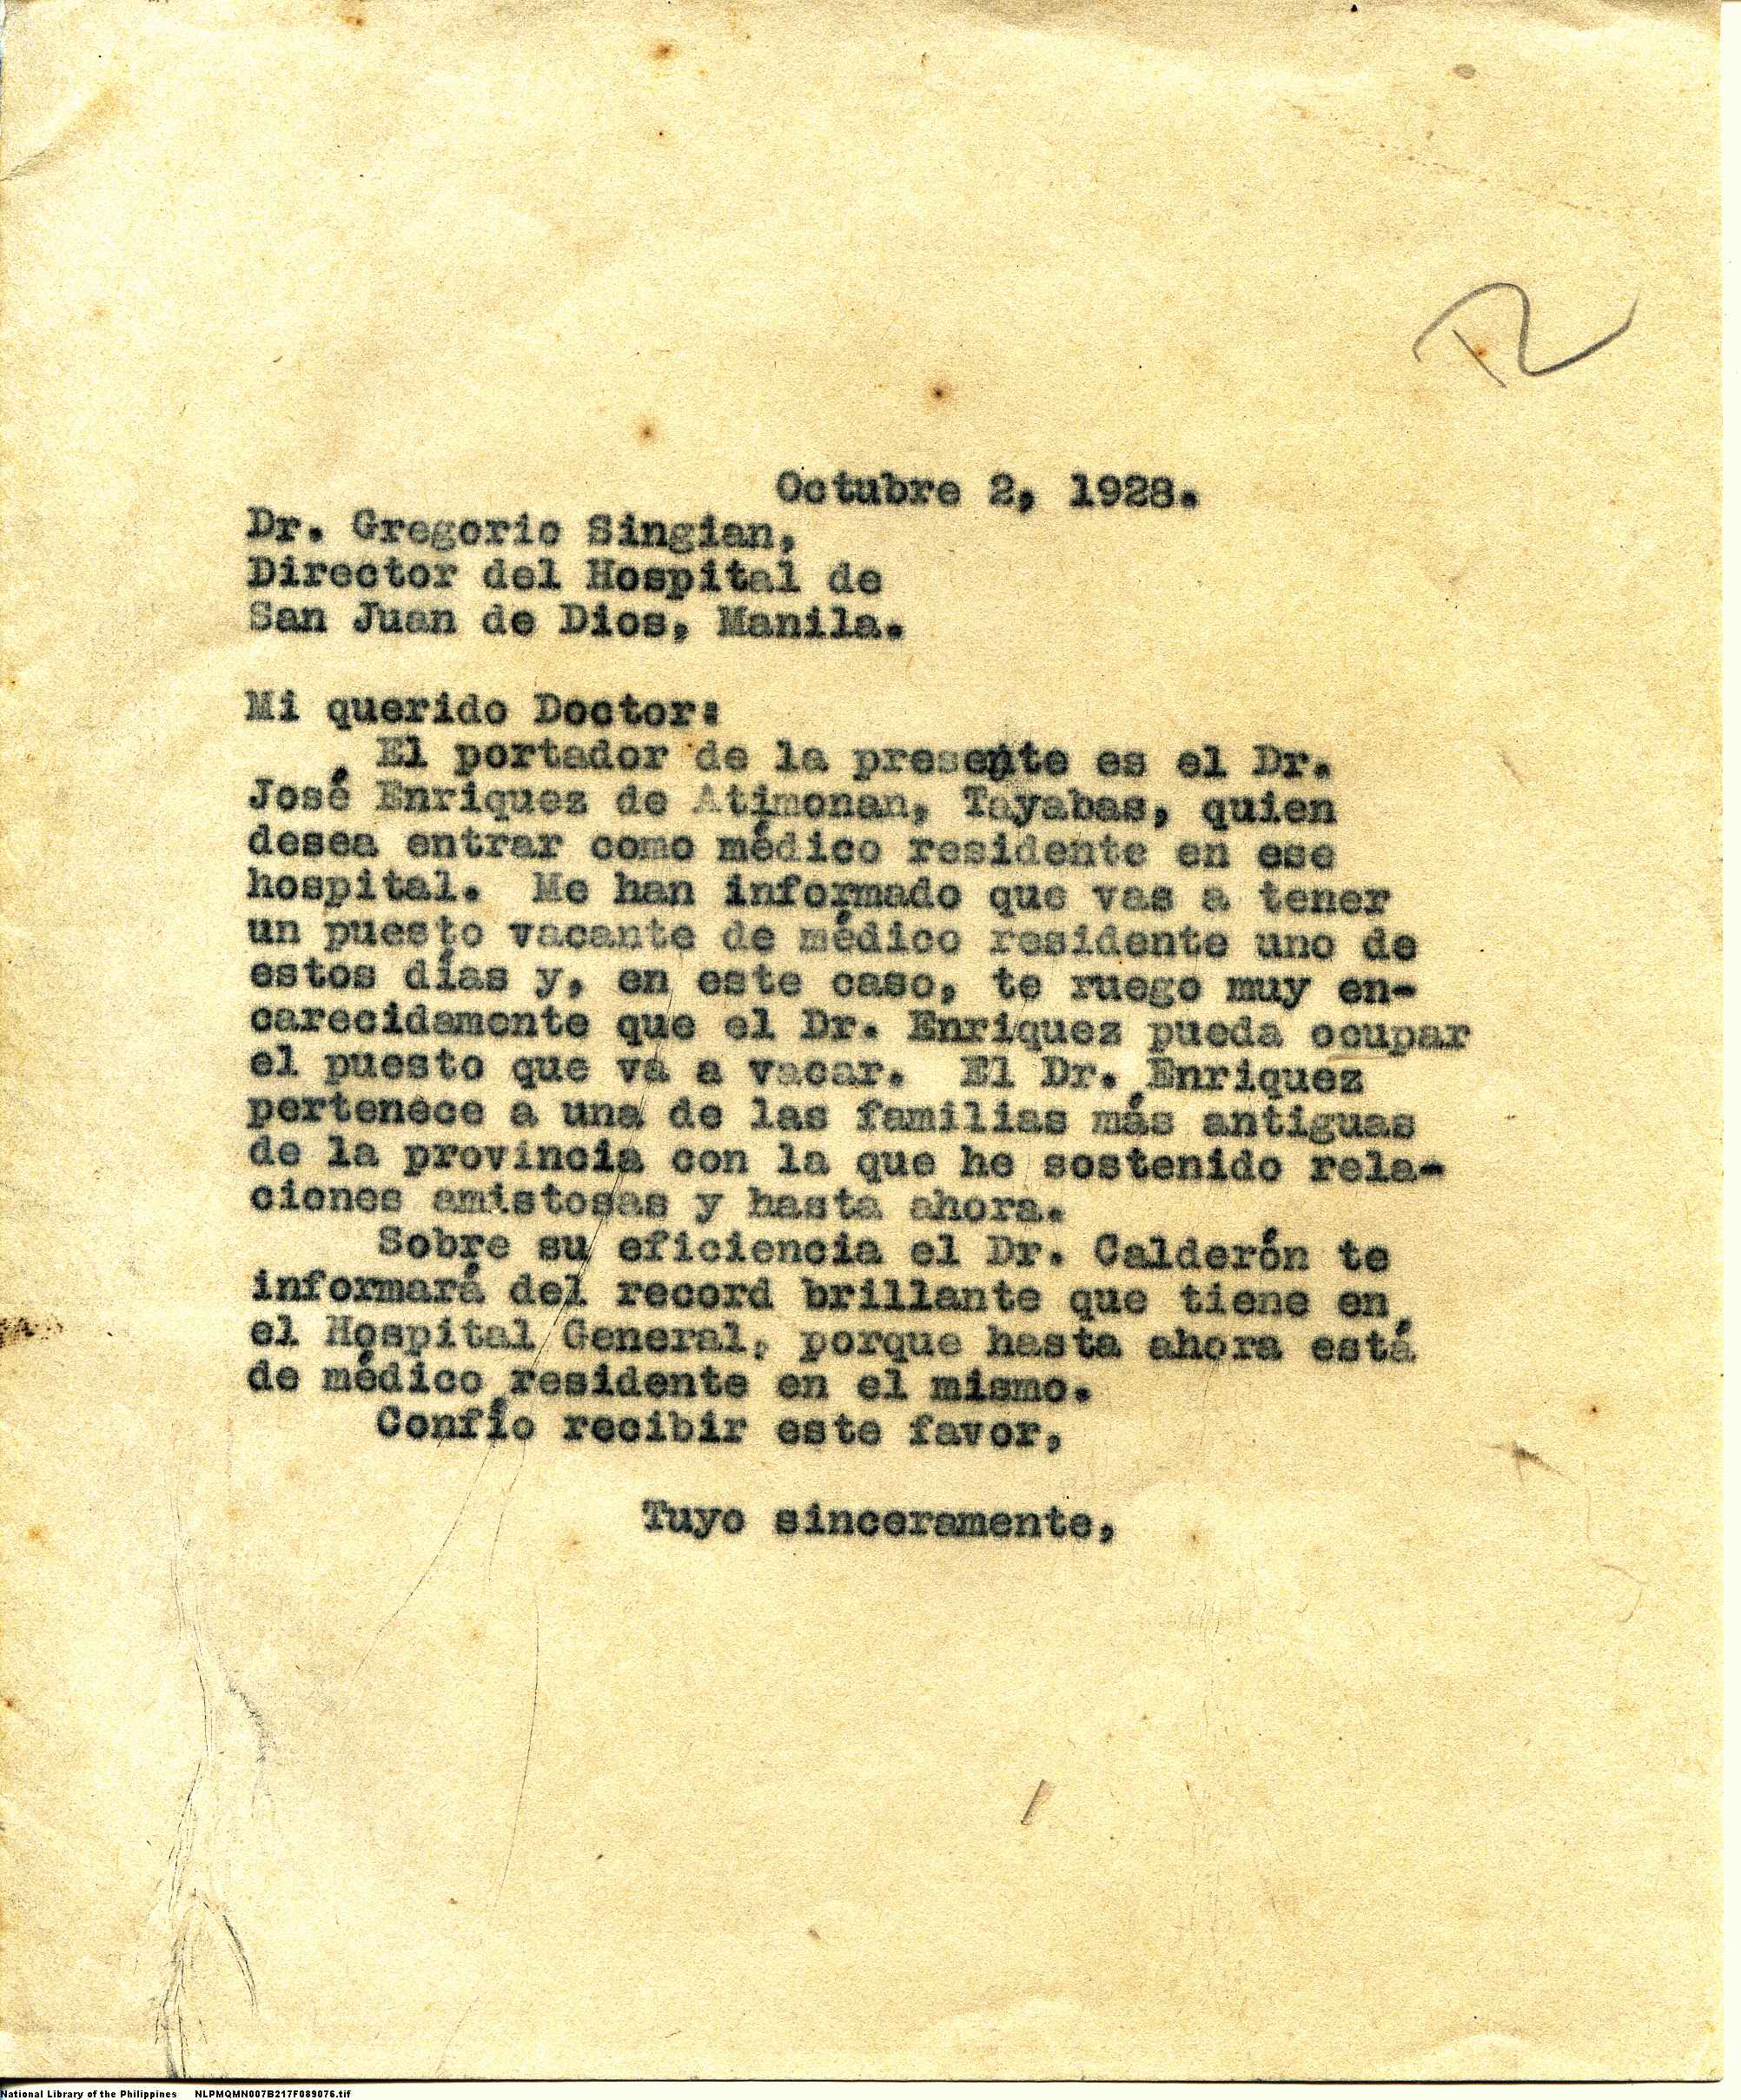 Octubre 2, 1928.
Dr. Gregorio Singian,
Director del Hospital de
San Juan de Dios, Manila.
Mi querido Doctor:
El portador de la presente es el Dr.
José Enriquez de Atimonan, Tayabas, quien
desea entrar como médico residente en ese
hospital. Me han informado que vas a tener
un puesto vacante de médico residente uno de
estos días y, en este caso, te ruego muy en-
carecidamente que el Dr. Enriquez pueda ocupar
el puesto que va a vacar. El Dr. Enriquez
pertenece a una de las familias más antiguas
de la provincia con la que he sostenido rela-
ciones amistosas y hasta ahora.
Sobre su eficiencia el Dr. Calderón te
informará del record brillante que tiene en
el Hospital General, porque hasta ahora está
de médico residente en el mismo.
Confío recibir este favor,
Tuyo sinceramente,
National Library of the Philippines NLPMQMN007B217F089076.tif